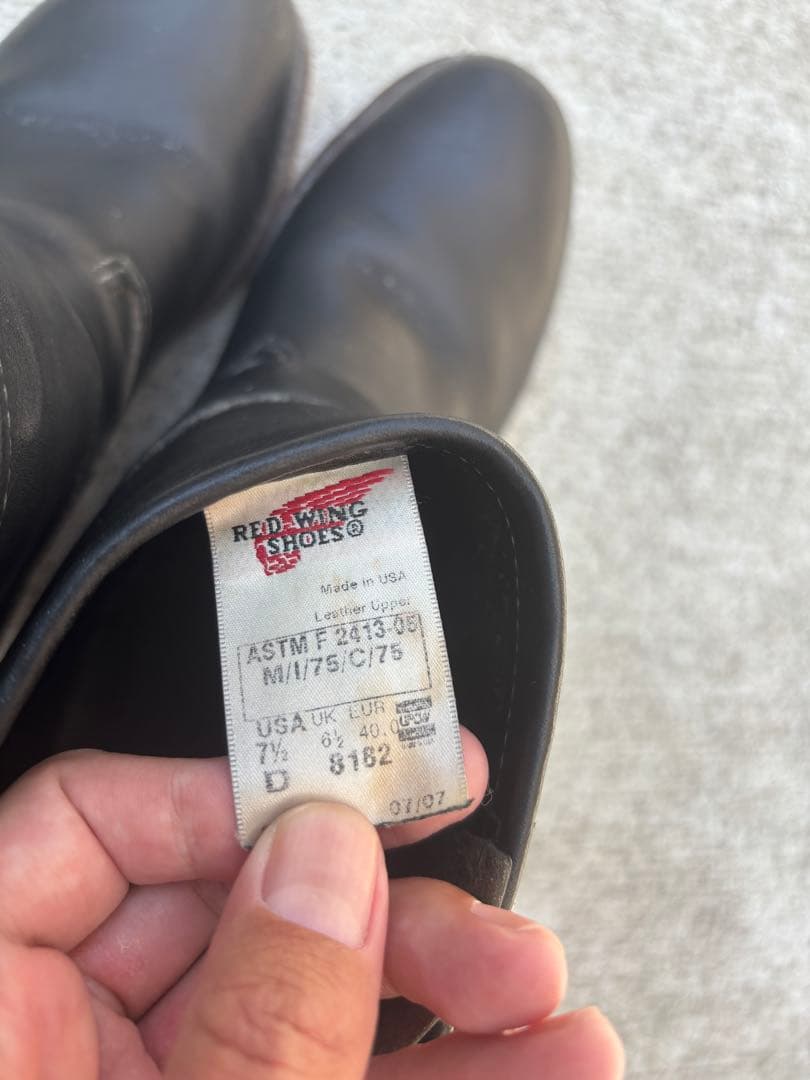 RED WING
SHOES®
Made in USA
Leather Upper
ASTM F 2413-05
M/I/75/C/75
USA UK EUR
7½ 6½ 40.0
D 8182
07/07